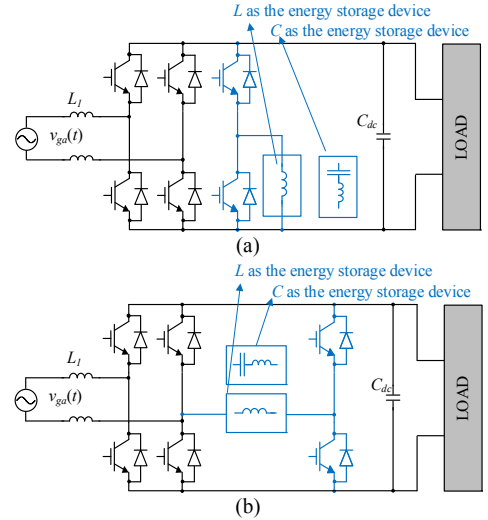 L as the energy storage device
C as the energy storage device
L1
vga(t)
Cdc
LOAD
(a)
L as the energy storage device
C as the energy storage device
L1
vga(t)
Cdc
LOAD
(b)